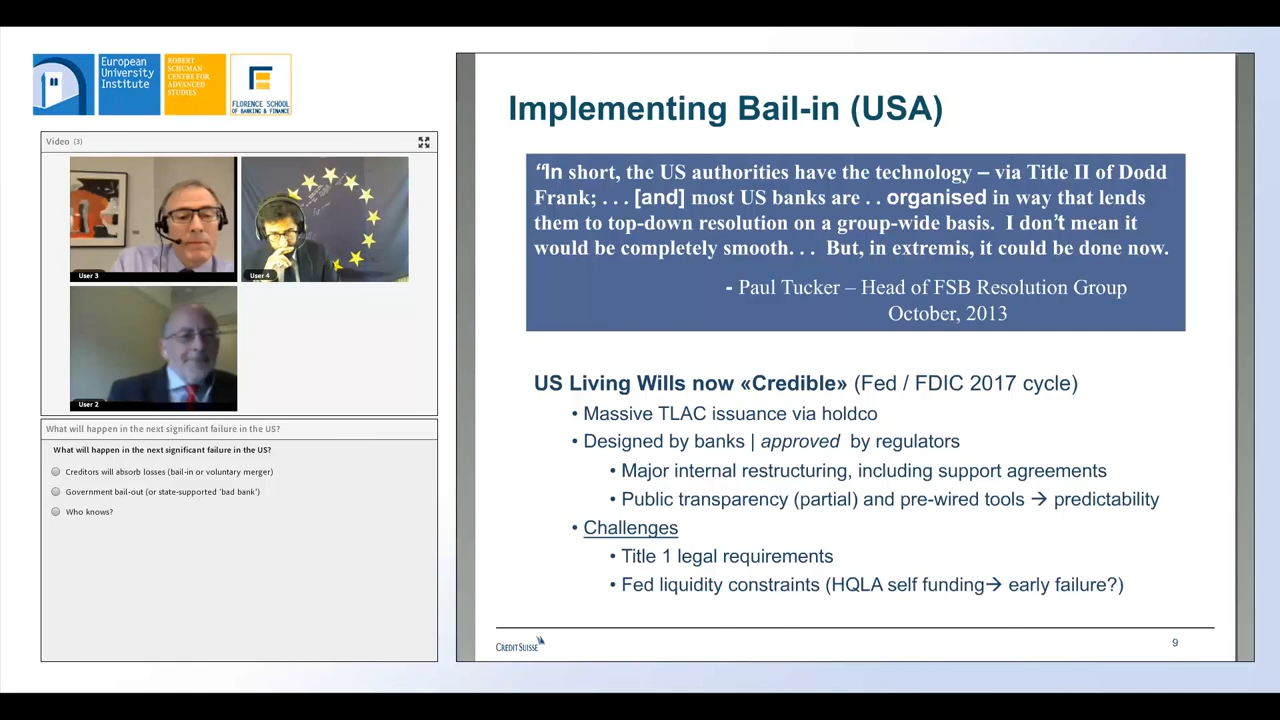 European
University
Institute
ROBERT
SCHUMAN
CENTRE FOR
ADVANCED
STUDIES
FLORENCE SCHOOL
OF BANKING & FINANCE
Video (3)
User 3
User 4
User 2
What will happen in the next significant failure in the US?
What will happen in the next significant failure in the US?
Creditors will absorb losses (bail-in or voluntary merger)
Government bail-out (or state-supported 'bad bank')
Who knows?
Implementing Bail-in (USA)
“In short, the US authorities have the technology – via Title II of Dodd
Frank; . . . [and] most US banks are . . organised in way that lends
them to top-down resolution on a group-wide basis. I don’t mean it
would be completely smooth. . . But, in extremis, it could be done now.
- Paul Tucker – Head of FSB Resolution Group
October, 2013
US Living Wills now «Credible» (Fed / FDIC 2017 cycle)
• Massive TLAC issuance via holdco
• Designed by banks | approved by regulators
• Major internal restructuring, including support agreements
• Public transparency (partial) and pre-wired tools → predictability
• Challenges
• Title 1 legal requirements
• Fed liquidity constraints (HQLA self funding→ early failure?)
CREDIT SUISSE
9